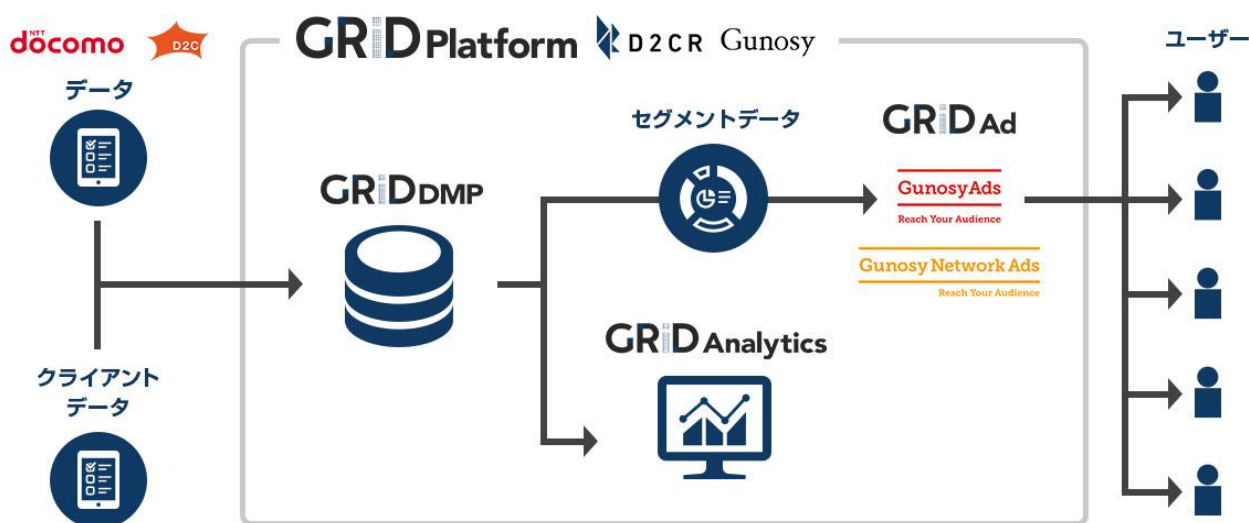 NTT
döcomo
D2C
GRiD Platform
D2CR
Gunosy
ユーザー
データ
セグメントデータ
GRiD Ad
GRiD DMP
GunosyAds
Reach Your Audience
Gunosy Network Ads
Reach Your Audience
GRiD Analytics
クライアント
データ